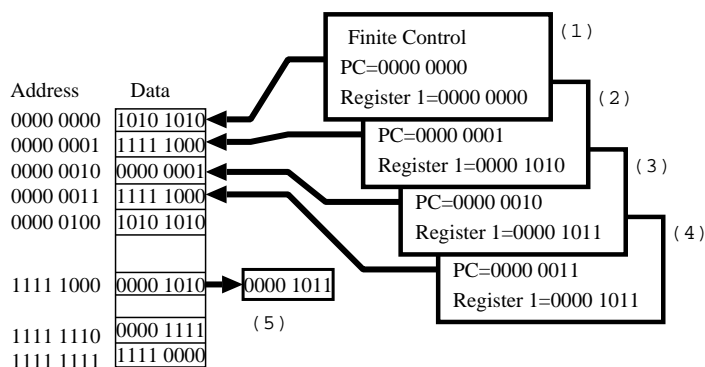 Finite Control (1)
PC=0000 0000
Register 1=0000 0000
(2)
PC=0000 0001
Register 1=0000 1010
(3)
PC=0000 0010
Register 1=0000 1011
(4)
PC=0000 0011
Register 1=0000 1011
Address Data
0000 0000 1010 1010
0000 0001 1111 1000
0000 0010 0000 0001
0000 0011 1111 1000
0000 0100 1010 1010
1111 1000 0000 1010 0000 1011
(5)
1111 1110 0000 1111
1111 1111 1111 0000